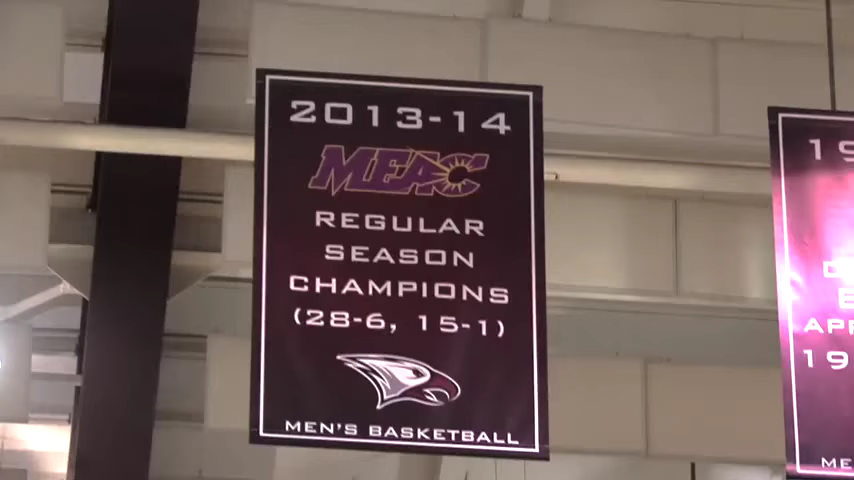 2013-14
MEAC
REGULAR
SEASON
CHAMPIONS
(28-6, 15-1)
MEN'S BASKETBALL